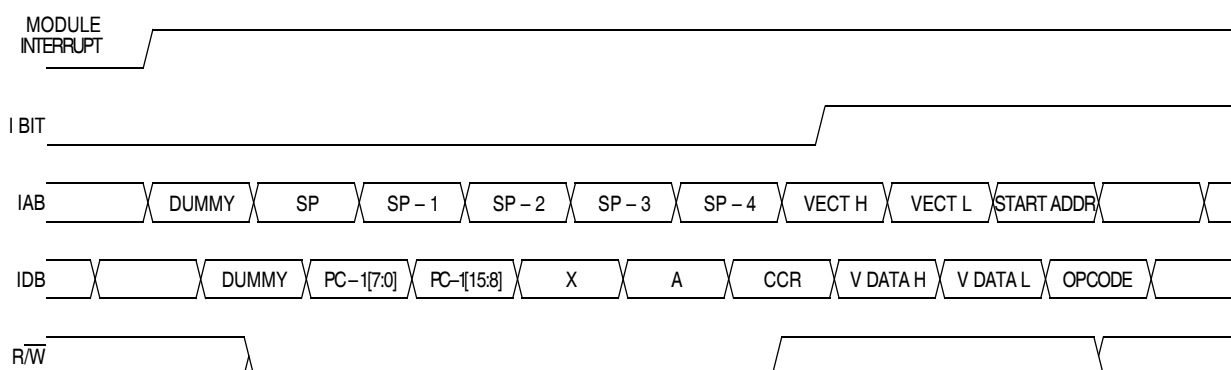 MODULE
INTERRUPT
I BIT
IAB DUMMY SP SP – 1 SP – 2 SP – 3 SP – 4 VECT H VECT L START ADDR
IDB DUMMY PC – 1[7:0] PC–1[15:8] X A CCR V DATA H V DATA L OPCODE
R/W